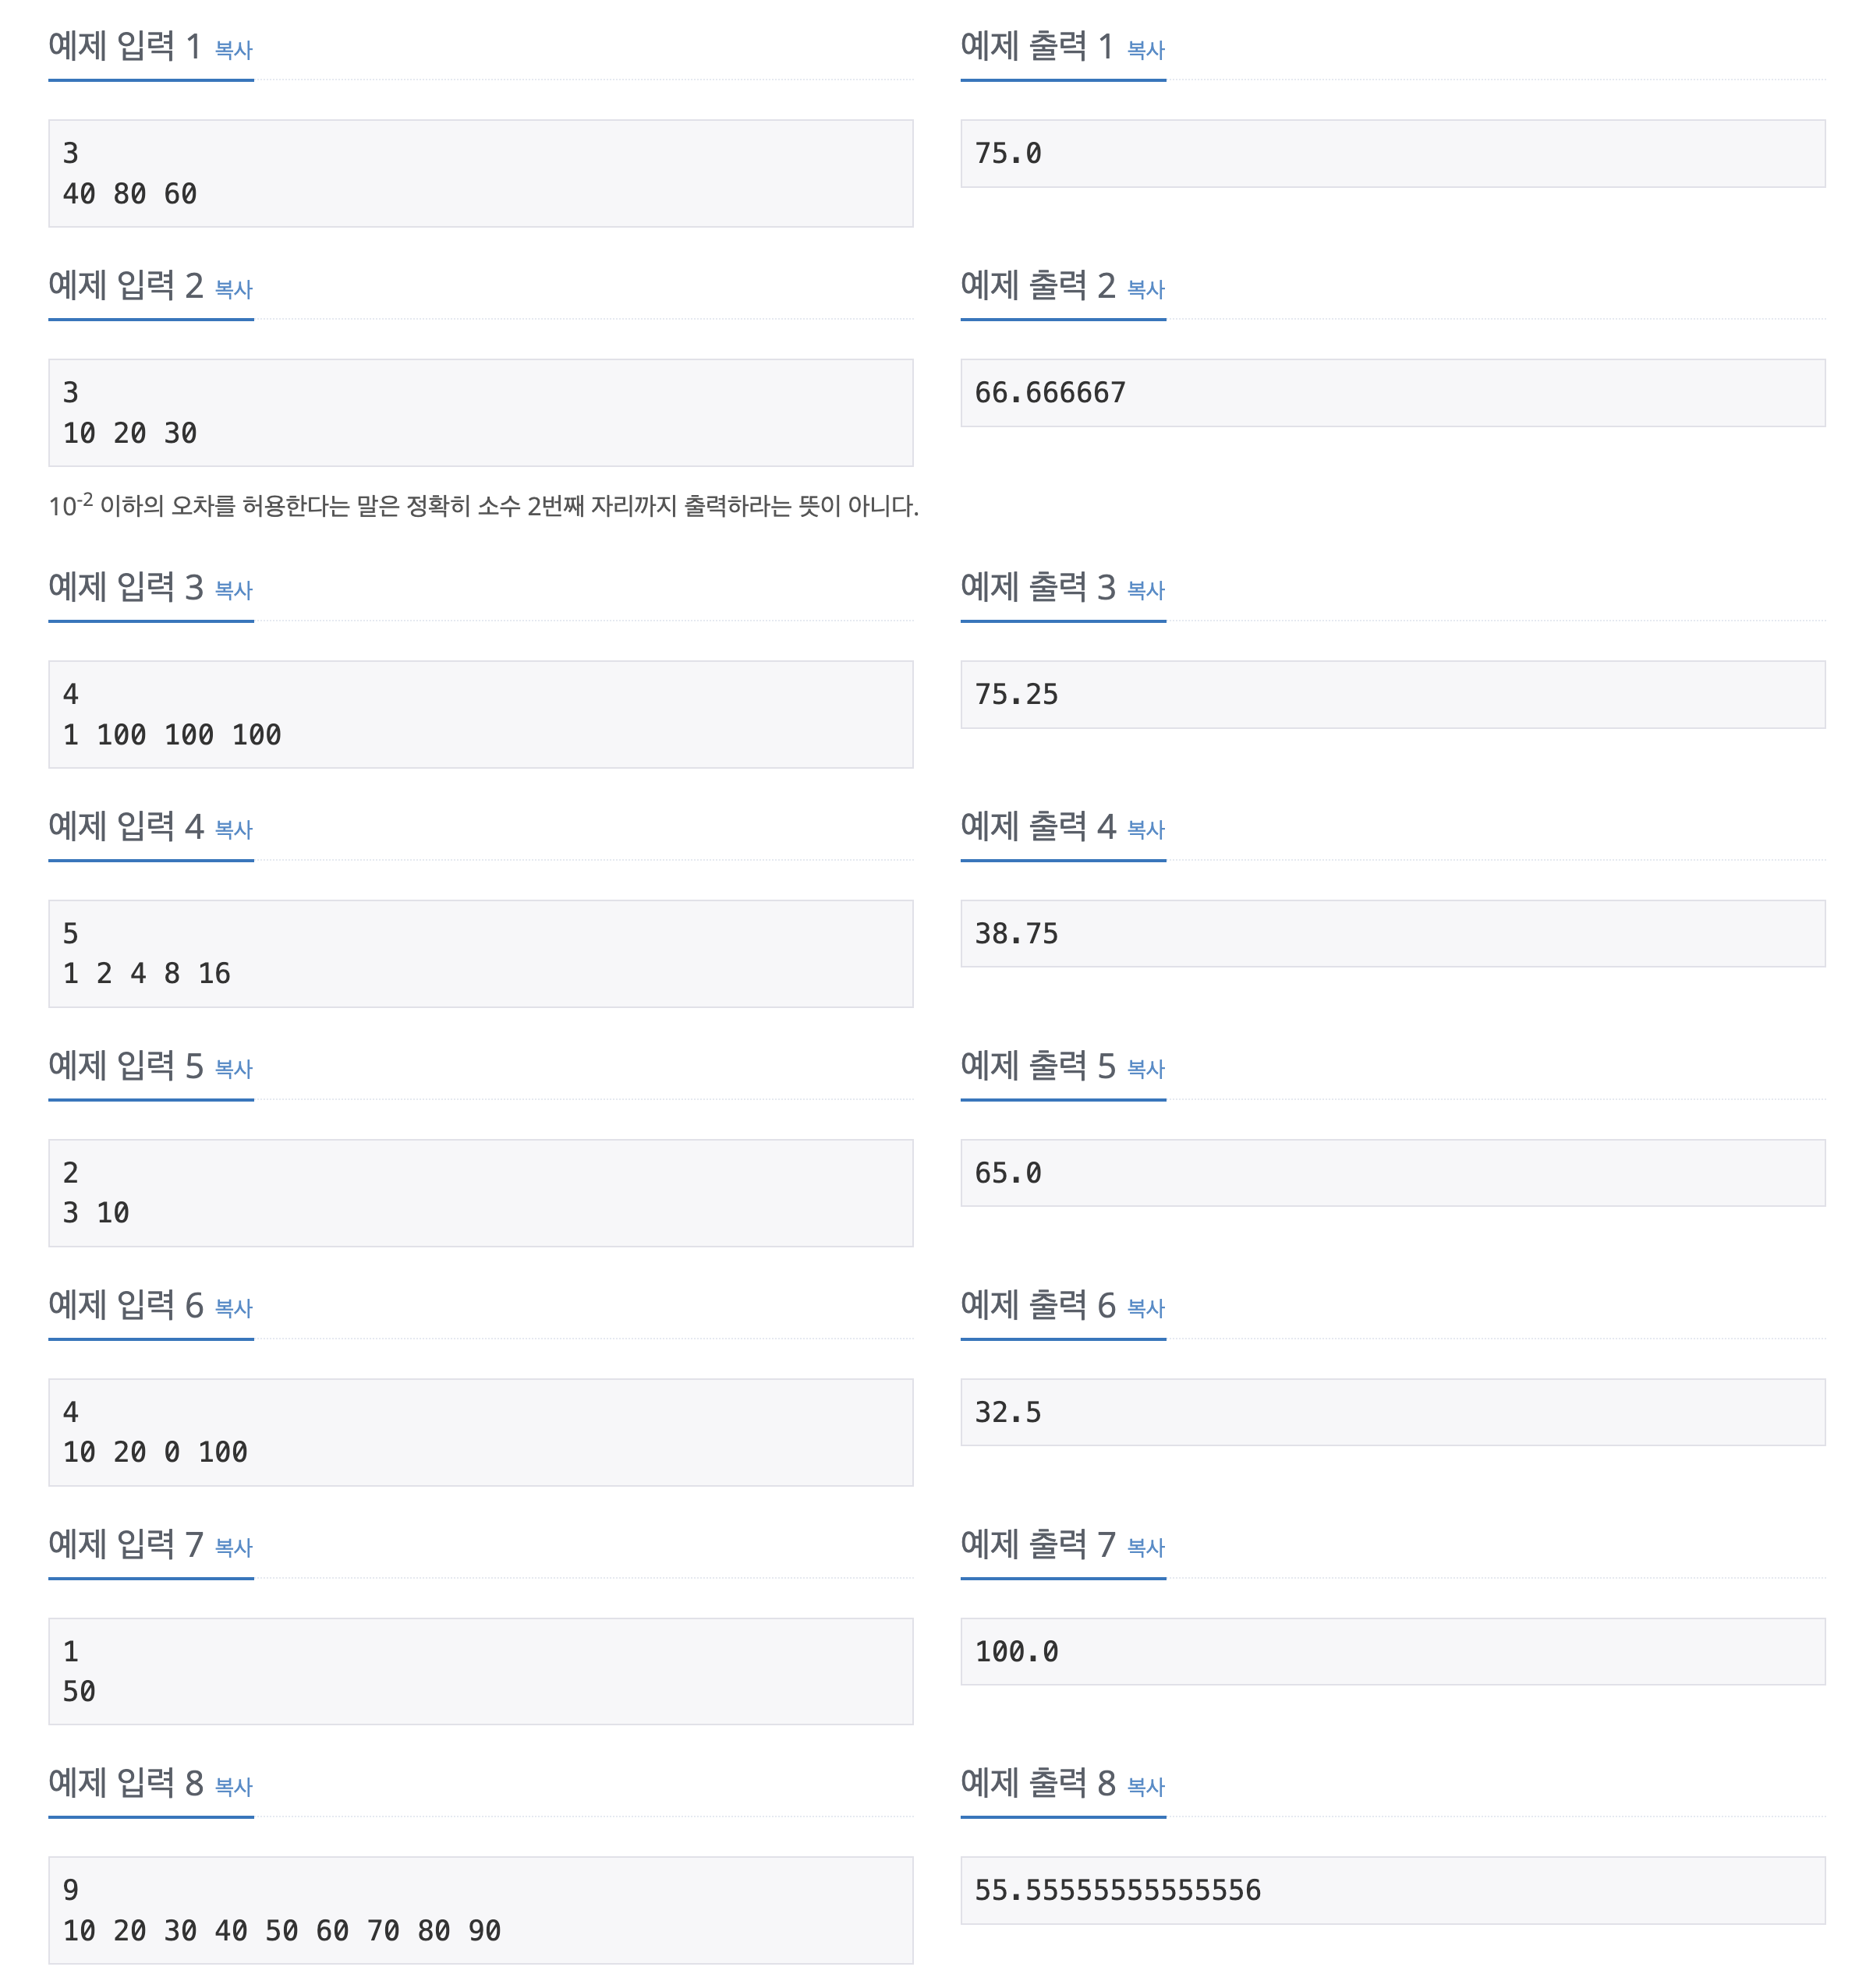 예제 입력 1 복사
예제 출력 1 복사
3
40 80 60
75.0
예제 입력 2 복사
예제 출력 2 복사
3
10 20 30
66.666667
10-2 이하의 오차를 허용한다는 말은 정확히 소수 2번째 자리까지 출력하라는 뜻이 아니다.
예제 입력 3 복사
예제 출력 3 복사
4
1 100 100 100
75.25
예제 입력 4 복사
예제 출력 4 복사
5
1 2 4 8 16
38.75
예제 입력 5 복사
예제 출력 5 복사
2
3 10
65.0
예제 입력 6 복사
예제 출력 6 복사
4
10 20 0 100
32.5
예제 입력 7 복사
예제 출력 7 복사
1
50
100.0
예제 입력 8 복사
예제 출력 8 복사
9
10 20 30 40 50 60 70 80 90
55.55555555555556